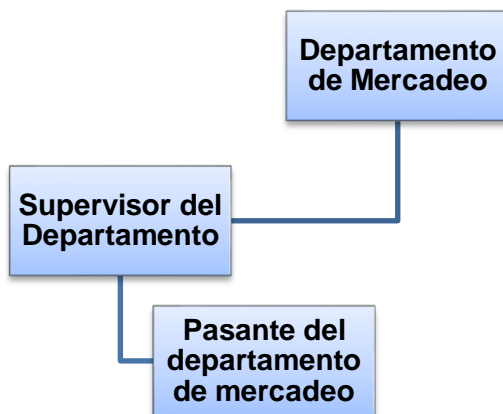 Departamento
de Mercadeo
Supervisor del
Departamento
Pasante del
departamento
de mercadeo